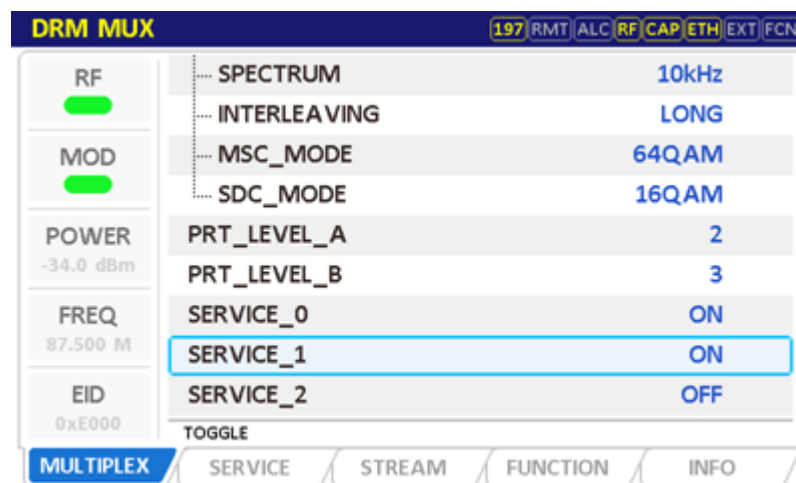 DRM MUX 197 RMT ALC RF CAP ETH EXT FCN
RF
MOD
POWER
-34.0 dBm
FREQ
87.500 M
EID
0xE000
SPECTRUM 10kHz
INTERLEAVING LONG
MSC_MODE 64QAM
SDC_MODE 16QAM
PRT_LEVEL_A 2
PRT_LEVEL_B 3
SERVICE_0 ON
SERVICE_1 ON
SERVICE_2 OFF
TOGGLE
MULTIPLEX SERVICE STREAM FUNCTION INFO